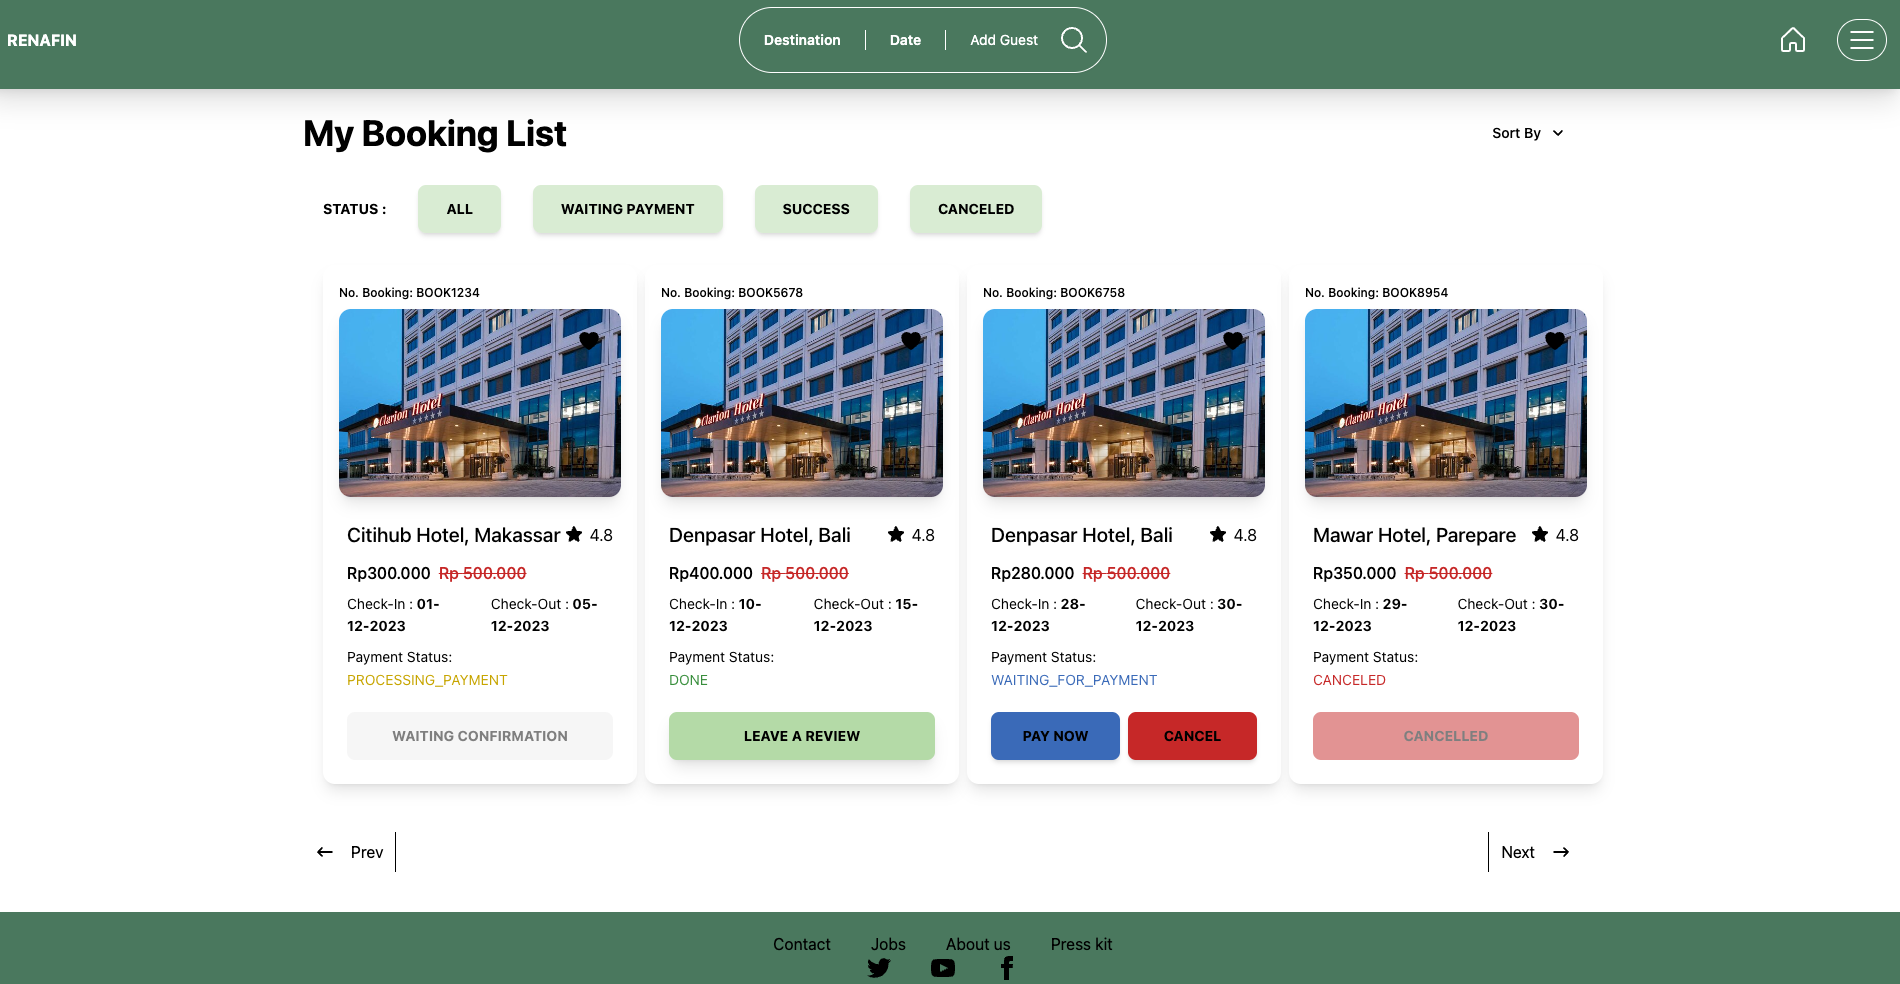 RENAFIN
Destination
Date
Add Guest
My Booking List
Sort By
STATUS :
ALL
WAITING PAYMENT
SUCCESS
CANCELED
No. Booking: BOOK1234
Clarion Hotel
Citihub Hotel, Makassar
4.8
Rp300.000 Rp 500.000
Check-In : 01-
12-2023
Check-Out : 05-
12-2023
Payment Status:
PROCESSING_PAYMENT
WAITING CONFIRMATION
No. Booking: BOOK5678
Clarion Hotel
Denpasar Hotel, Bali
4.8
Rp400.000 Rp 500.000
Check-In : 10-
12-2023
Check-Out : 15-
12-2023
Payment Status:
DONE
LEAVE A REVIEW
No. Booking: BOOK6758
Clarion Hotel
Denpasar Hotel, Bali
4.8
Rp280.000 Rp 500.000
Check-In : 28-
12-2023
Check-Out : 30-
12-2023
Payment Status:
WAITING_FOR_PAYMENT
PAY NOW
CANCEL
No. Booking: BOOK8954
Clarion Hotel
Mawar Hotel, Parepare
4.8
Rp350.000 Rp 500.000
Check-In : 29-
12-2023
Check-Out : 30-
12-2023
Payment Status:
CANCELED
CANCELLED
Prev
Next
Contact
Jobs
About us
Press kit